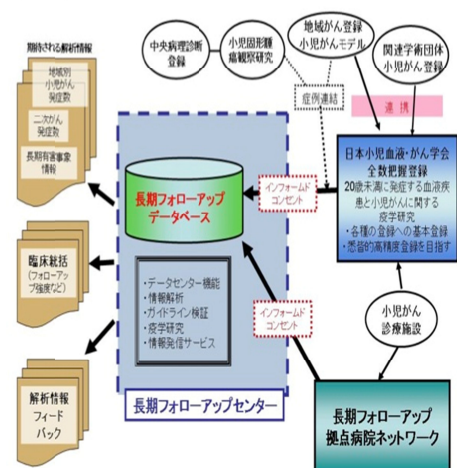 期待される解析情報
地域別
小児がん
発症数
二次がん
発症数
長期有害事象
情報
臨床統括
(フォローアッ
プ強度など)
解析情報
フィード
バック
中央病理診断
登録
小児固形腫
瘍観察研究
地域がん登録
小児がんモデル
関連学術団体
小児がん登録
症例連結
連 携
長期フォローアップ
データベース
インフォームド
コンセント
日本小児血液・がん学会
全数把握登録
20歳未満に発症する血液疾
患と小児がんに関する
疫学研究
・各種の登録への基本登録
・悉皆的高精度登録を目指す
・データセンター機能
・情報解析
・ガイドライン検証
・疫学研究
・情報発信サービス
インフォームド
コンセント
小児がん
診療施設
長期フォローアップセンター
長期フォローアップ
拠点病院ネットワーク